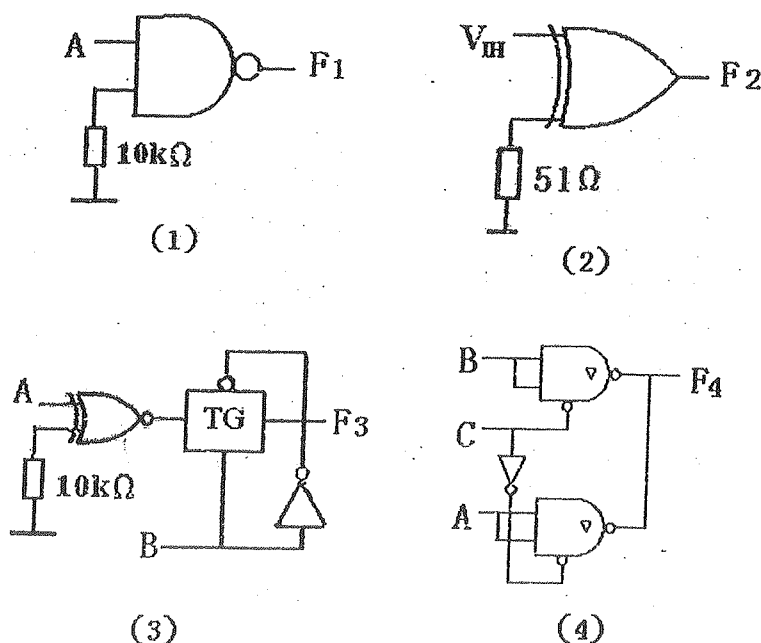 A
F1
10kΩ
(1)
VIH
F2
51Ω
(2)
A
TG
F3
10kΩ
B
(3)
B
F4
C
A
(4)